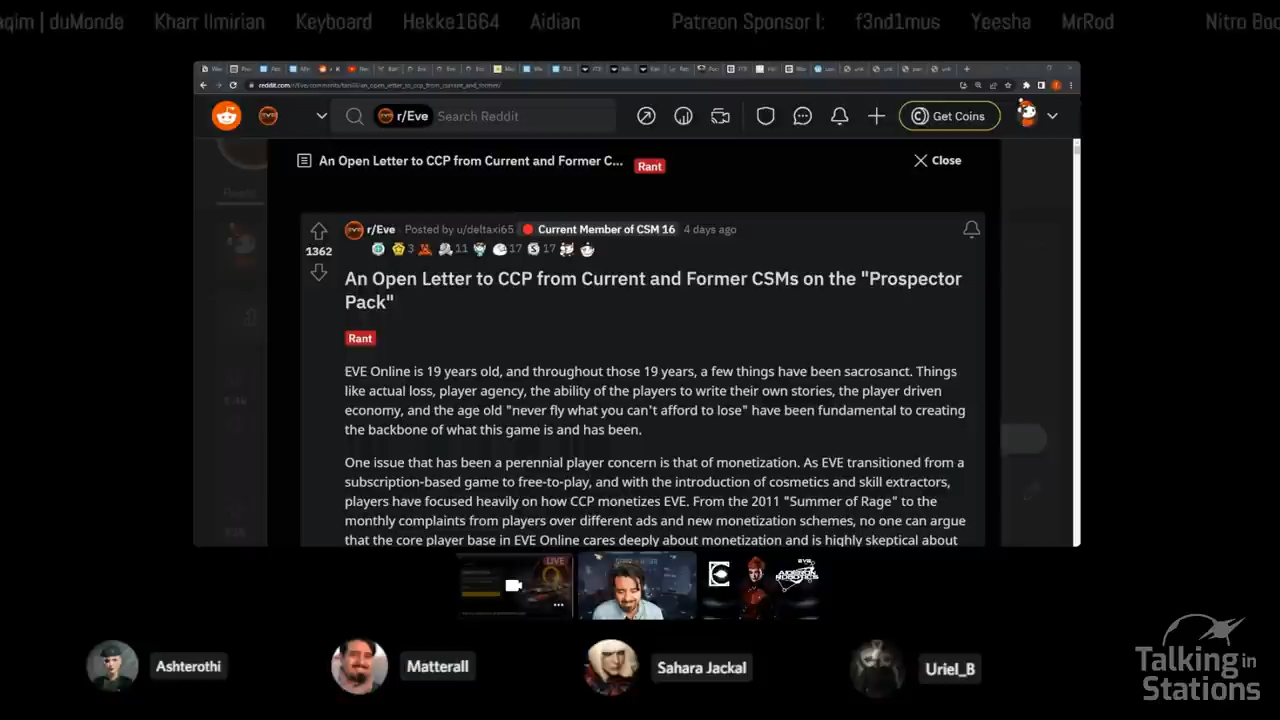 aqim | duMonde Kharr Ilmirian Keyboard Hekke1664 Aidian Patreon Sponsor I: f3nd1mus Yeesha MrRod Nitro Boo
r/Eve Search Reddit Get Coins
An Open Letter to CCP from Current and Former C... Rant Close
r/Eve Posted by u/deltaxi65 Current Member of CSM 16 4 days ago
1362
3 11 17 17
An Open Letter to CCP from Current and Former CSMs on the "Prospector
Pack"
Rant
EVE Online is 19 years old, and throughout those 19 years, a few things have been sacrosanct. Things
like actual loss, player agency, the ability of the players to write their own stories, the player driven
economy, and the age old "never fly what you can't afford to lose" have been fundamental to creating
the backbone of what this game is and has been.
One issue that has been a perennial player concern is that of monetization. As EVE transitioned from a
subscription-based game to free-to-play, and with the introduction of cosmetics and skill extractors,
players have focused heavily on how CCP monetizes EVE. From the 2011 "Summer of Rage" to the
monthly complaints from players over different ads and new monetization schemes, no one can argue
that the core player base in EVE Online cares deeply about monetization and is highly skeptical about
LIVE
EVE
Ashterothi Matterall Sahara Jackal Uriel_B
Talking in
Stations